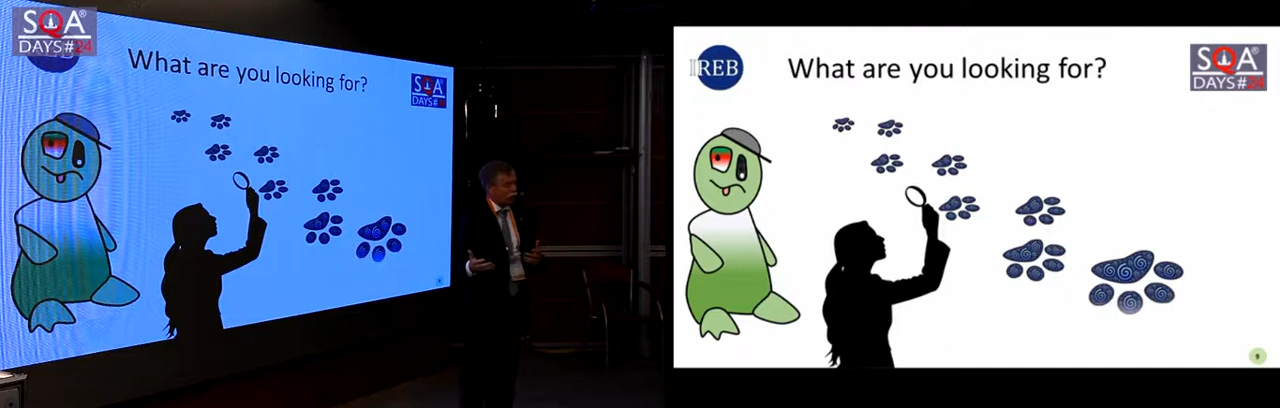 SQA®
DAYS#24
What are you looking for?
SQA
DAYS#
IREB
What are you looking for?
SQA®
DAYS#24
9